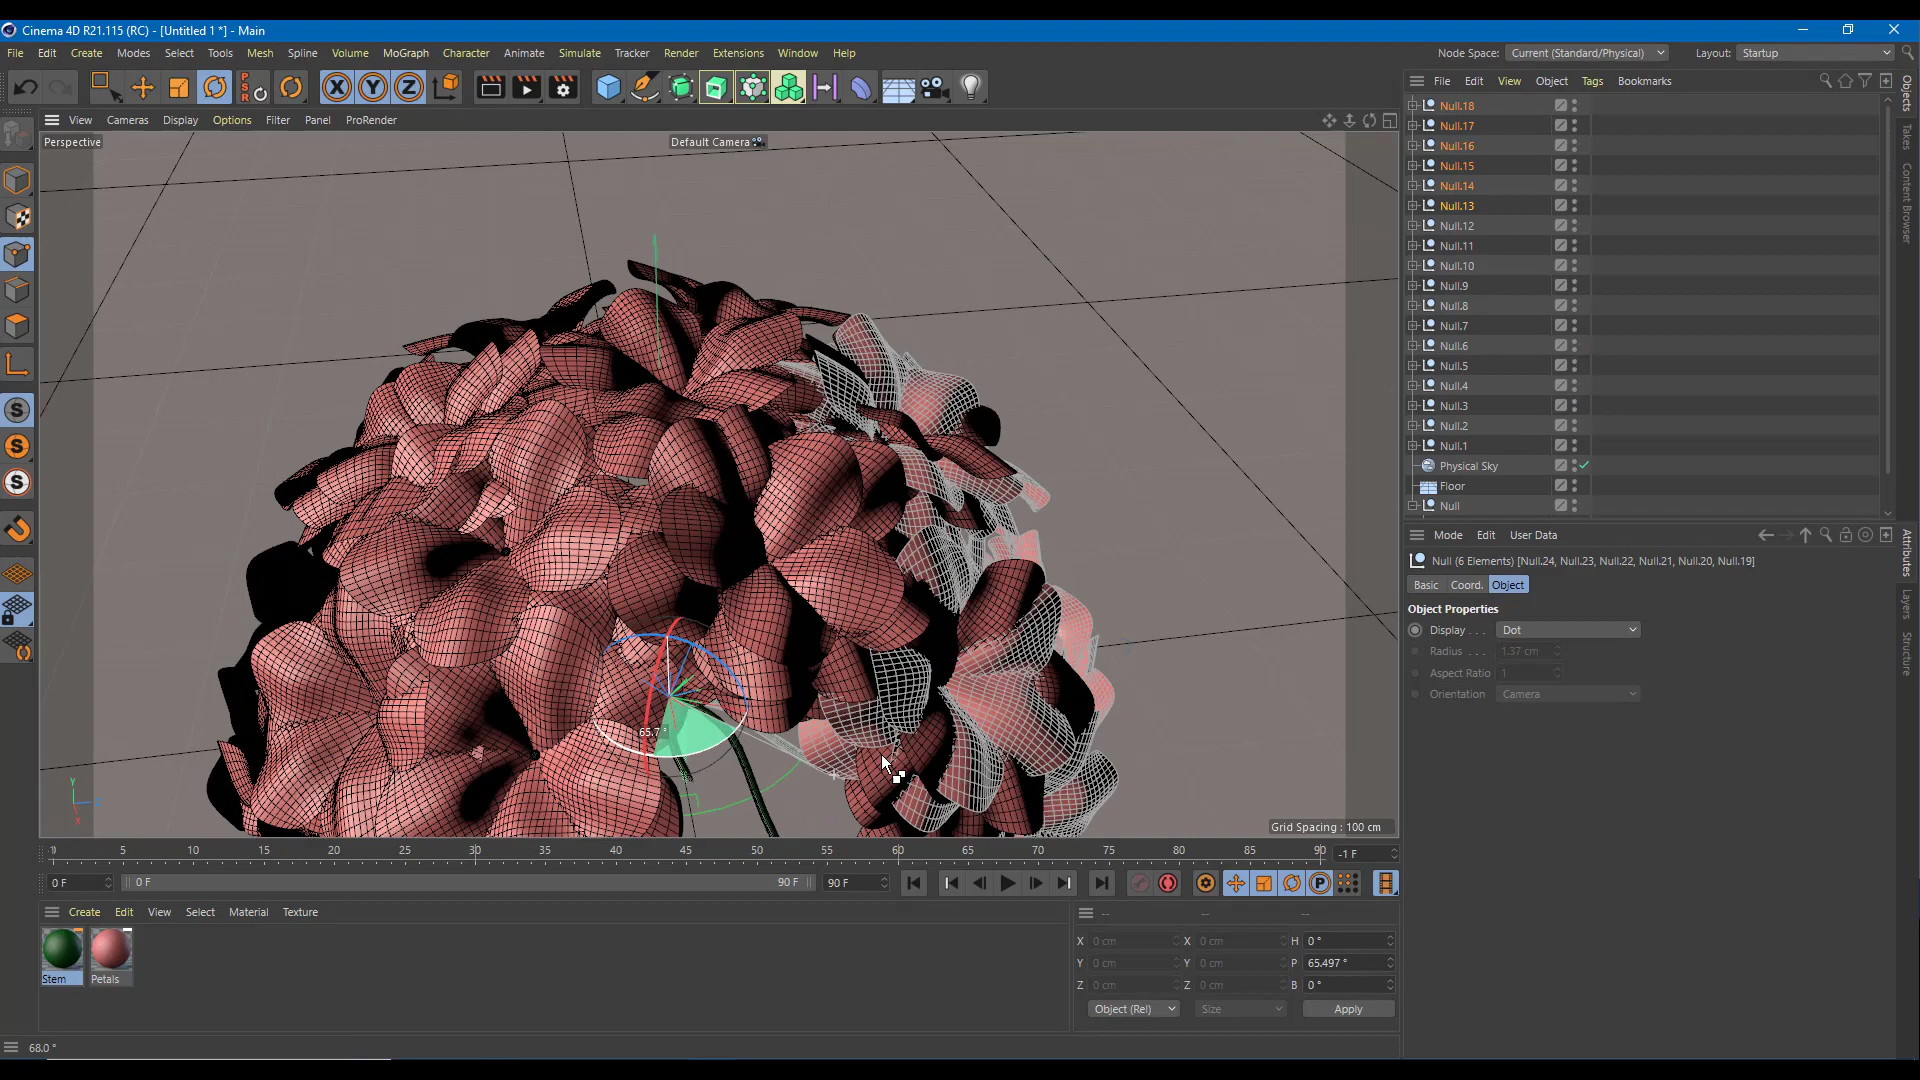 Cinema 4D R21.115 (RC) - [Untitled 1 *] - Main
File Edit Create Modes Select Tools Mesh Spline Volume MoGraph Character Animate Simulate Tracker Render Extensions Window Help
Node Space: Current (Standard/Physical) Layout: Startup
PSR X Y Z
File Edit View Object Tags Bookmarks
View Cameras Display Options Filter Panel ProRender
Perspective
Default Camera
Null.18
Null.17
Null.16
Null.15
Null.14
Null.13
Null.12
Null.11
Null.10
Null.9
Null.8
Null.7
Null.6
Null.5
Null.4
Null.3
Null.2
Null.1
Physical Sky
Floor
Null
Objects
Takes
Content Browser
S
S
S
Mode Edit User Data
Null (6 Elements) [Null.24, Null.23, Null.22, Null.21, Null.20, Null.19]
Basic Coord. Object
Object Properties
Display . . . Dot
Radius . . . 1.37 cm
Aspect Ratio 1
Orientation Camera
Attributes
Layers
Structure
65.7 °
Y
Z
X
Grid Spacing : 100 cm
-1 5 10 15 20 25 30 35 40 45 50 55 60 65 70 75 80 85 90 -1 F
0 F 0 F 90 F 90 F
P
Create Edit View Select Material Texture
Stem Petals
-- -- --
X 0 cm X 0 cm H 0 °
Y 0 cm Y 0 cm P 65.497 °
Z 0 cm Z 0 cm B 0 °
Object (Rel) Size Apply
68.0 °